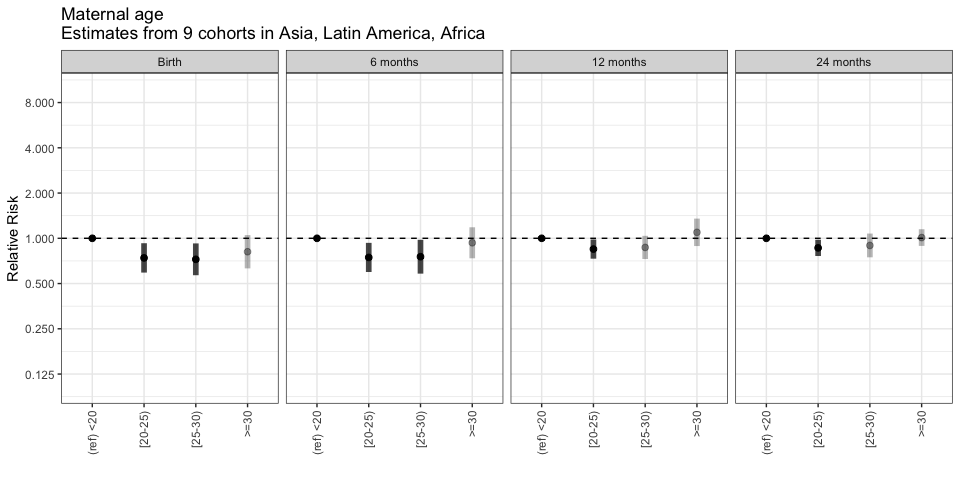 Maternal age
Estimates from 9 cohorts in Asia, Latin America, Africa
Birth
6 months
12 months
24 months
Relative Risk
8.000
4.000
2.000
1.000
0.500
0.250
0.125
(ref) <20
[20-25)
[25-30)
>=30
(ref) <20
[20-25)
[25-30)
>=30
(ref) <20
[20-25)
[25-30)
>=30
(ref) <20
[20-25)
[25-30)
>=30